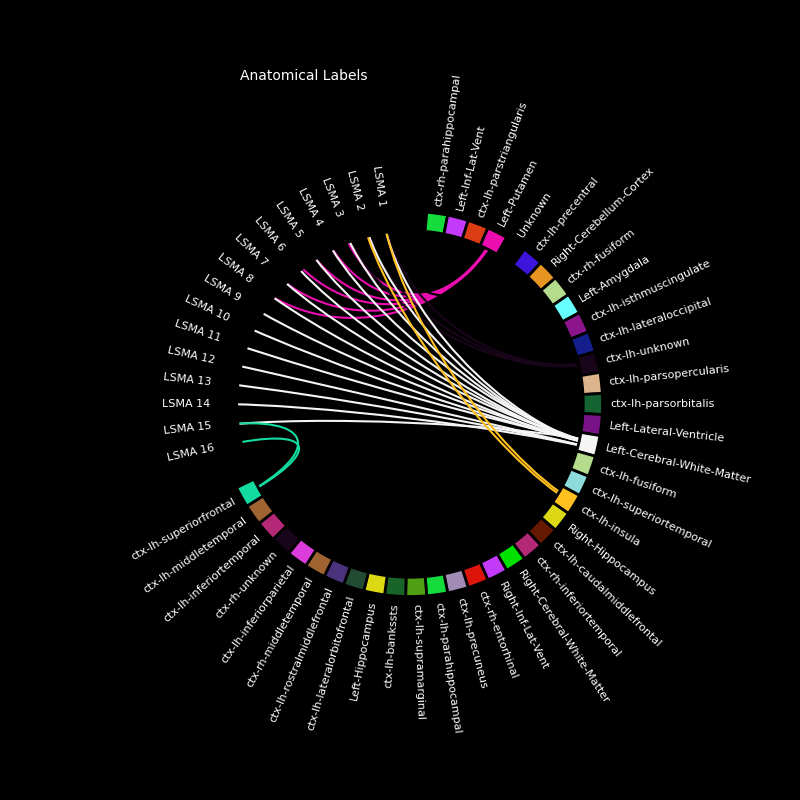 Anatomical Labels
LSMA 1
LSMA 2
LSMA 3
LSMA 4
LSMA 5
LSMA 6
LSMA 7
LSMA 8
LSMA 9
LSMA 10
LSMA 11
LSMA 12
LSMA 13
LSMA 14
LSMA 15
LSMA 16
ctx-lh-superiorfrontal
ctx-lh-middletemporal
ctx-lh-inferiortemporal
ctx-rh-unknown
ctx-lh-inferiorparietal
ctx-rh-middletemporal
ctx-lh-rostralmiddlefrontal
ctx-lh-lateralorbitofrontal
Left-Hippocampus
ctx-lh-bankssts
ctx-lh-supramarginal
ctx-lh-parahippocampal
ctx-lh-precuneus
ctx-rh-entorhinal
Right-Inf-Lat-Vent
Right-Cerebral-White-Matter
ctx-rh-inferiortemporal
ctx-lh-caudalmiddlefrontal
Right-Hippocampus
ctx-lh-insula
ctx-lh-superiortemporal
ctx-lh-fusiform
Left-Cerebral-White-Matter
Left-Lateral-Ventricle
ctx-lh-parsorbitalis
ctx-lh-parsopercularis
ctx-lh-unknown
ctx-lh-lateraloccipital
ctx-lh-isthmuscingulate
Left-Amygdala
ctx-rh-fusiform
Right-Cerebellum-Cortex
ctx-lh-precentral
Unknown
Left-Putamen
ctx-lh-parstriangularis
Left-Inf-Lat-Vent
ctx-rh-parahippocampal